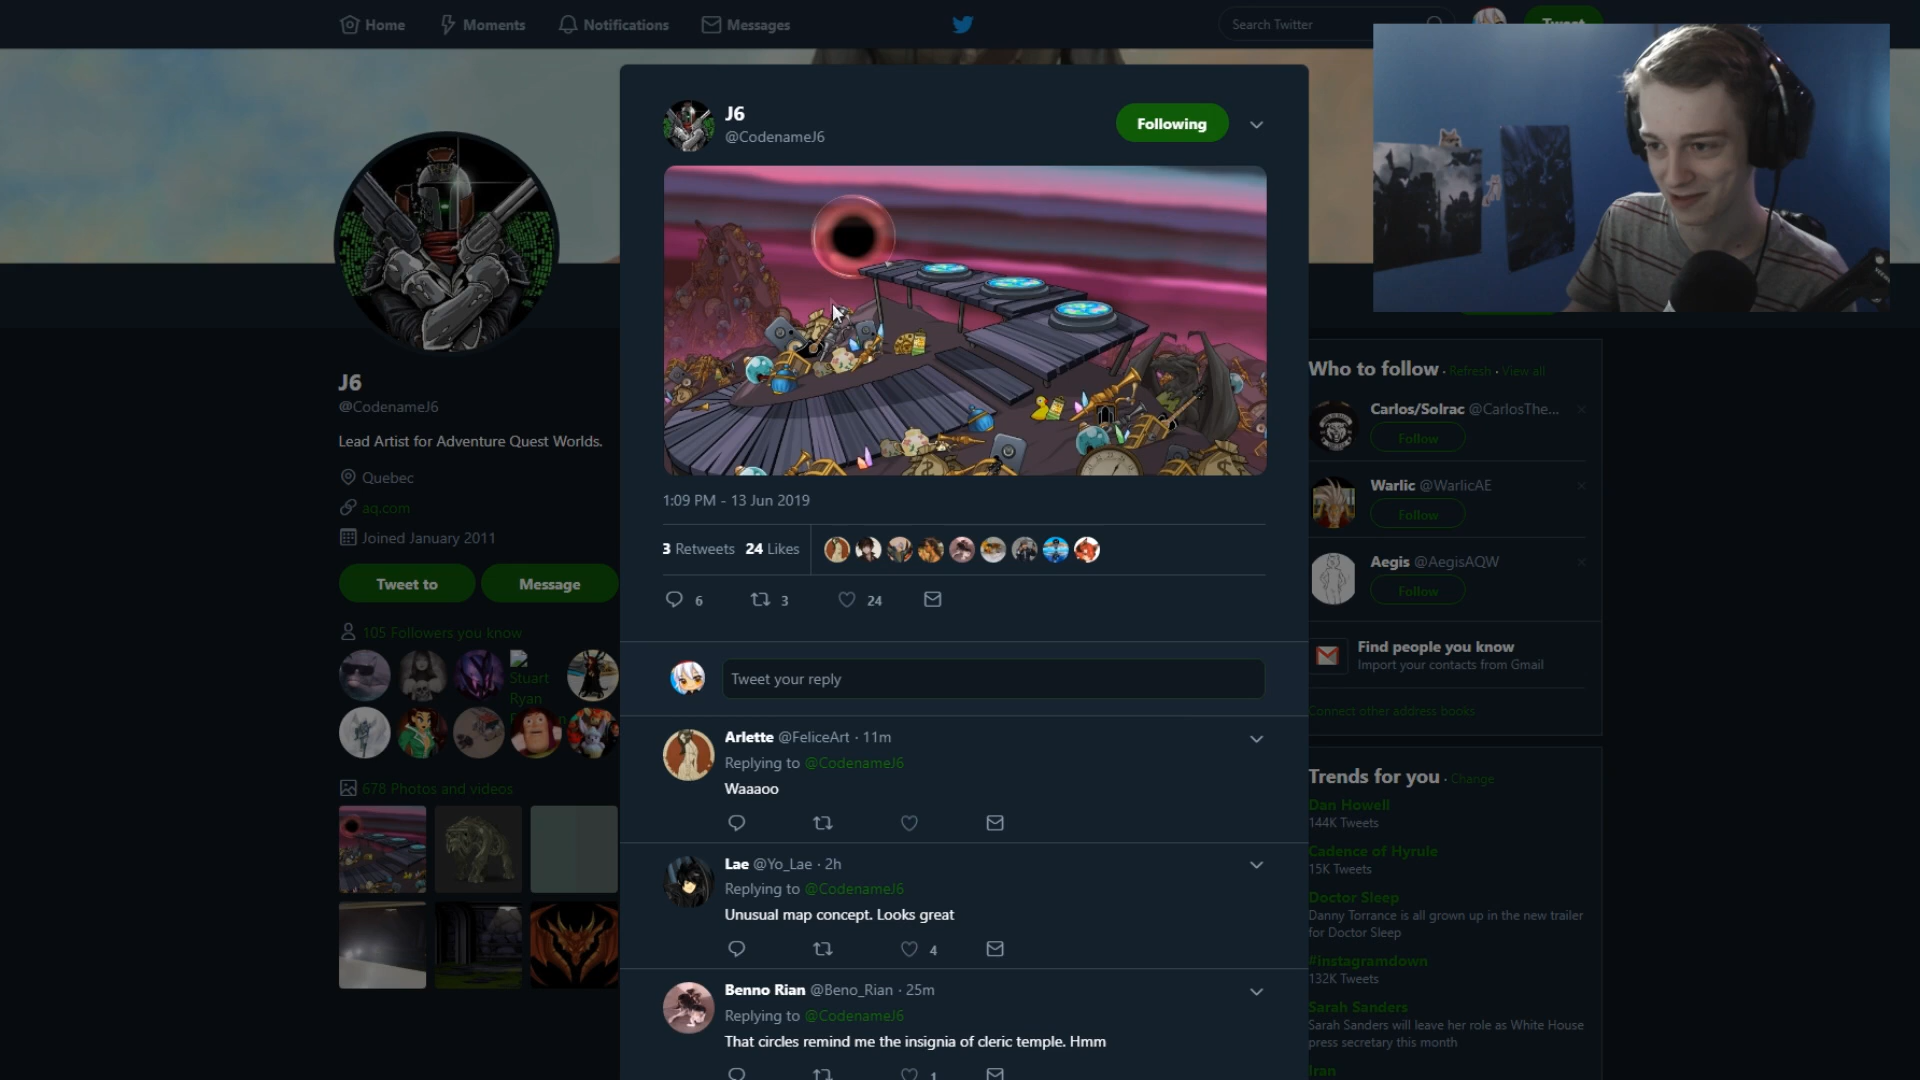 Home
Moments
Notifications
Messages
Search Twitter
Tweet
J6
@CodenameJ6
Following
1:09 PM - 13 Jun 2019
3 Retweets 24 Likes
6
3
24
Tweet your reply
Arlette @FeliceArt · 11m
Replying to @CodenameJ6
Waaaoo
Lae @Yo_Lae · 2h
Replying to @CodenameJ6
Unusual map concept. Looks great
4
Benno Rian @Beno_Rian · 25m
Replying to @CodenameJ6
That circles remind me the insignia of cleric temple. Hmm
1
J6
@CodenameJ6
Lead Artist for Adventure Quest Worlds.
Quebec
aq.com
Joined January 2011
Tweet to
Message
105 Followers you know
Stuart
Ryan
678 Photos and videos
Who to follow · Refresh · View all
Carlos/Solrac @CarlosThe...
Follow
Warlic @WarlicAE
Follow
Aegis @AegisAQW
Follow
Find people you know
Import your contacts from Gmail
Connect other address books
Trends for you · Change
Dan Howell
144K Tweets
Cadence of Hyrule
15K Tweets
Doctor Sleep
Danny Torrance is all grown up in the new trailer
for Doctor Sleep
#instagramdown
132K Tweets
Sarah Sanders
Sarah Sanders will leave her role as White House
press secretary this month
Iran